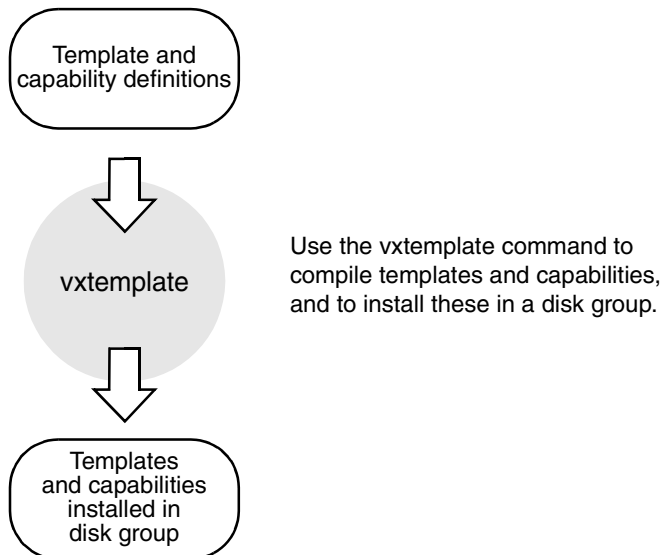 Template and
capability definitions
vxtemplate
Use the vxtemplate command to
compile templates and capabilities,
and to install these in a disk group.
Templates
and capabilities
installed in
disk group